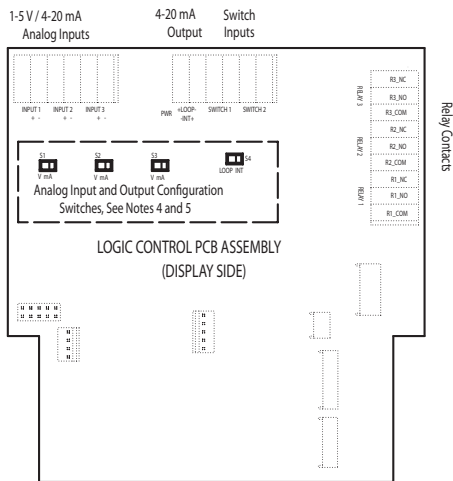 1-5 V / 4-20 mA
Analog Inputs
4-20 mA
Output
Switch
Inputs
INPUT 1
+ -
INPUT 2
+ -
INPUT 3
+ -
PWR
+LOOP-
-INT+
SWITCH 1
SWITCH 2
R3_NC
R3_NO
R3_COM
R2_NC
R2_NO
R2_COM
R1_NC
R1_NO
R1_COM
RELAY 3
RELAY 2
RELAY 1
Relay Contacts
S1
V mA
S2
V mA
S3
V mA
S4
LOOP INT
Analog Input and Output Configuration
Switches, See Notes 4 and 5
LOGIC CONTROL PCB ASSEMBLY
(DISPLAY SIDE)